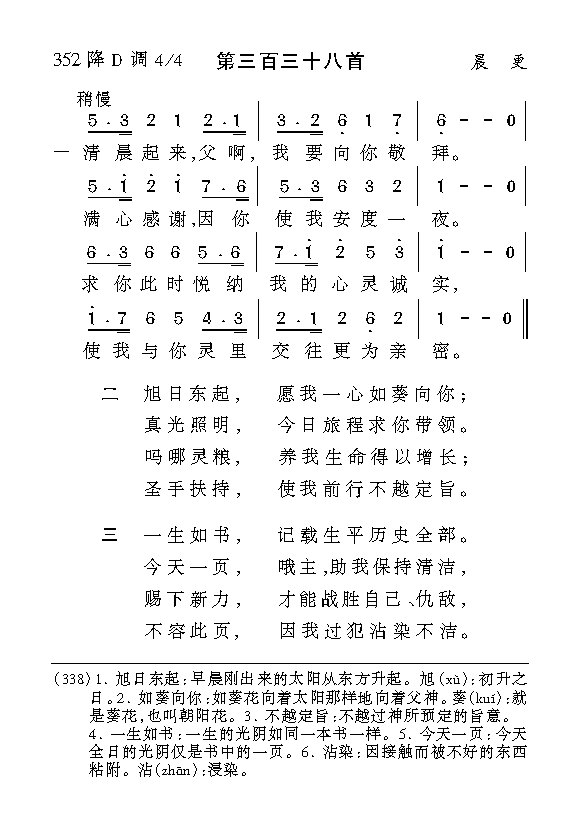 352 降 D 调 4/4 第三百三十八首 晨 更
稍慢
5 . 3 2 1 2 . 1 | 3 . 2 6 1 7 | 6 - - 0 |
一 清 晨 起 来,父 啊, 我 要 向 你 敬 拜。
5 . 1 2 1 7 . 6 | 5 . 3 6 3 2 | 1 - - 0 |
满 心 感 谢,因 你 使 我 安 度 一 夜。
6 . 3 6 6 5 . 6 | 7 . 1 2 5 3 | 1 - - 0 |
求 你 此 时 悦 纳 我 的 心 灵 诚 实,
1 . 7 6 5 4 . 3 | 2 . 1 2 6 2 | 1 - - 0 ‖
使 我 与 你 灵 里 交 往 更 为 亲 密。
二 旭日东起, 愿我一心如葵向你;
真光照明, 今日旅程求你带领。
吗哪灵粮, 养我生命得以增长;
圣手扶持, 使我前行不越定旨。
三 一生如书, 记载生平历史全部。
今天一页, 哦主,助我保持清洁,
赐下新力, 才能战胜自己、仇敌,
不容此页, 因我过犯沾染不洁。
(338)1. 旭日东起:早晨刚出来的太阳从东方升起。旭(xù):初升之
日。2. 如葵向你:如葵花向着太阳那样地向着父神。葵(kuí):就
是葵花,也叫朝阳花。3. 不越定旨:不越过神所预定的旨意。
4. 一生如书:一生的光阴如同一本书一样。5. 今天一页:今天
全日的光阴仅是书中的一页。6. 沾染:因接触而被不好的东西
粘附。沾(zhān):浸染。